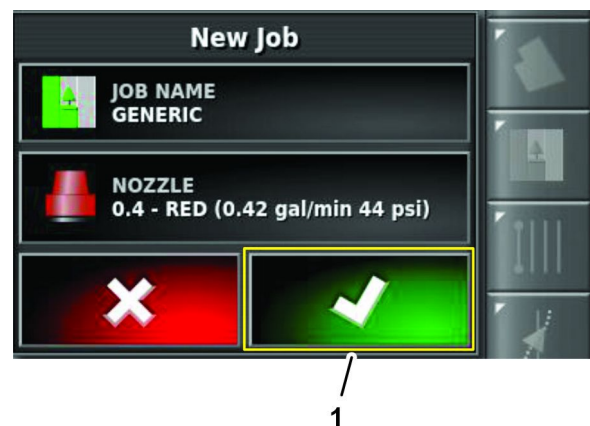 New Job
JOB NAME
GENERIC
NOZZLE
0.4 - RED (0.42 gal/min 44 psi)
1